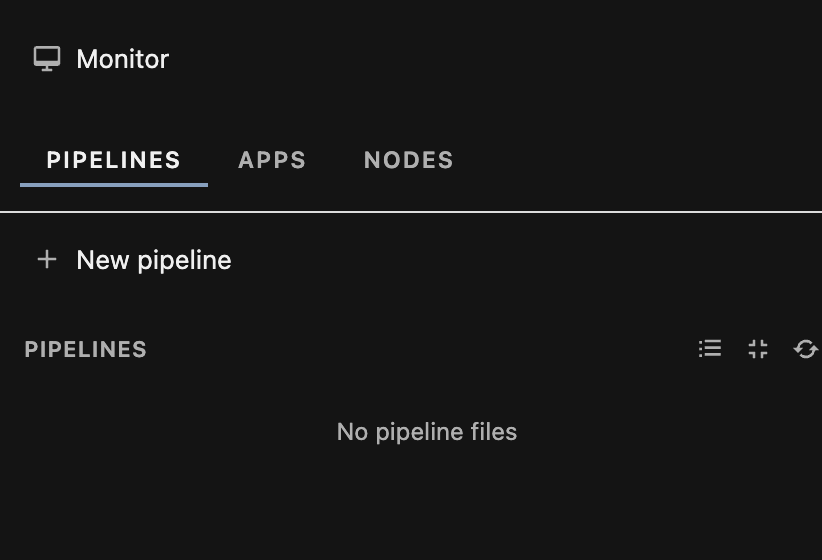 Monitor
PIPELINES APPS NODES
New pipeline
PIPELINES
No pipeline files